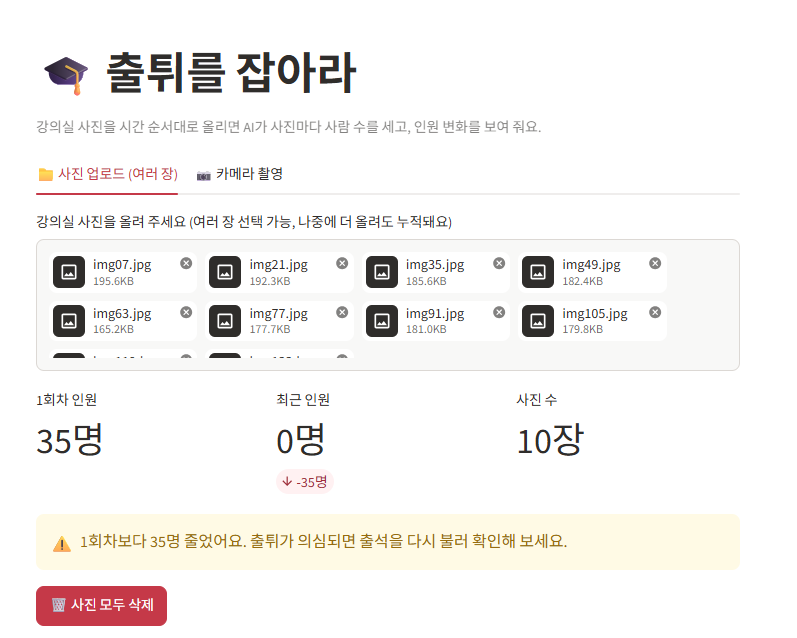 출튀를 잡아라
강의실 사진을 시간 순서대로 올리면 AI가 사진마다 사람 수를 세고, 인원 변화를 보여 줘요.
사진 업로드 (여러 장) 카메라 촬영
강의실 사진을 올려 주세요 (여러 장 선택 가능, 나중에 더 올려도 누적돼요)
img07.jpg img21.jpg img35.jpg img49.jpg
195.6KB 192.3KB 185.6KB 182.4KB
img63.jpg img77.jpg img91.jpg img105.jpg
165.2KB 177.7KB 181.0KB 179.8KB
1회차 인원 최근 인원 사진 수
35명 0명 10장
↓ -35명
1회차보다 35명 줄었어요. 출튀가 의심되면 출석을 다시 불러 확인해 보세요.
사진 모두 삭제